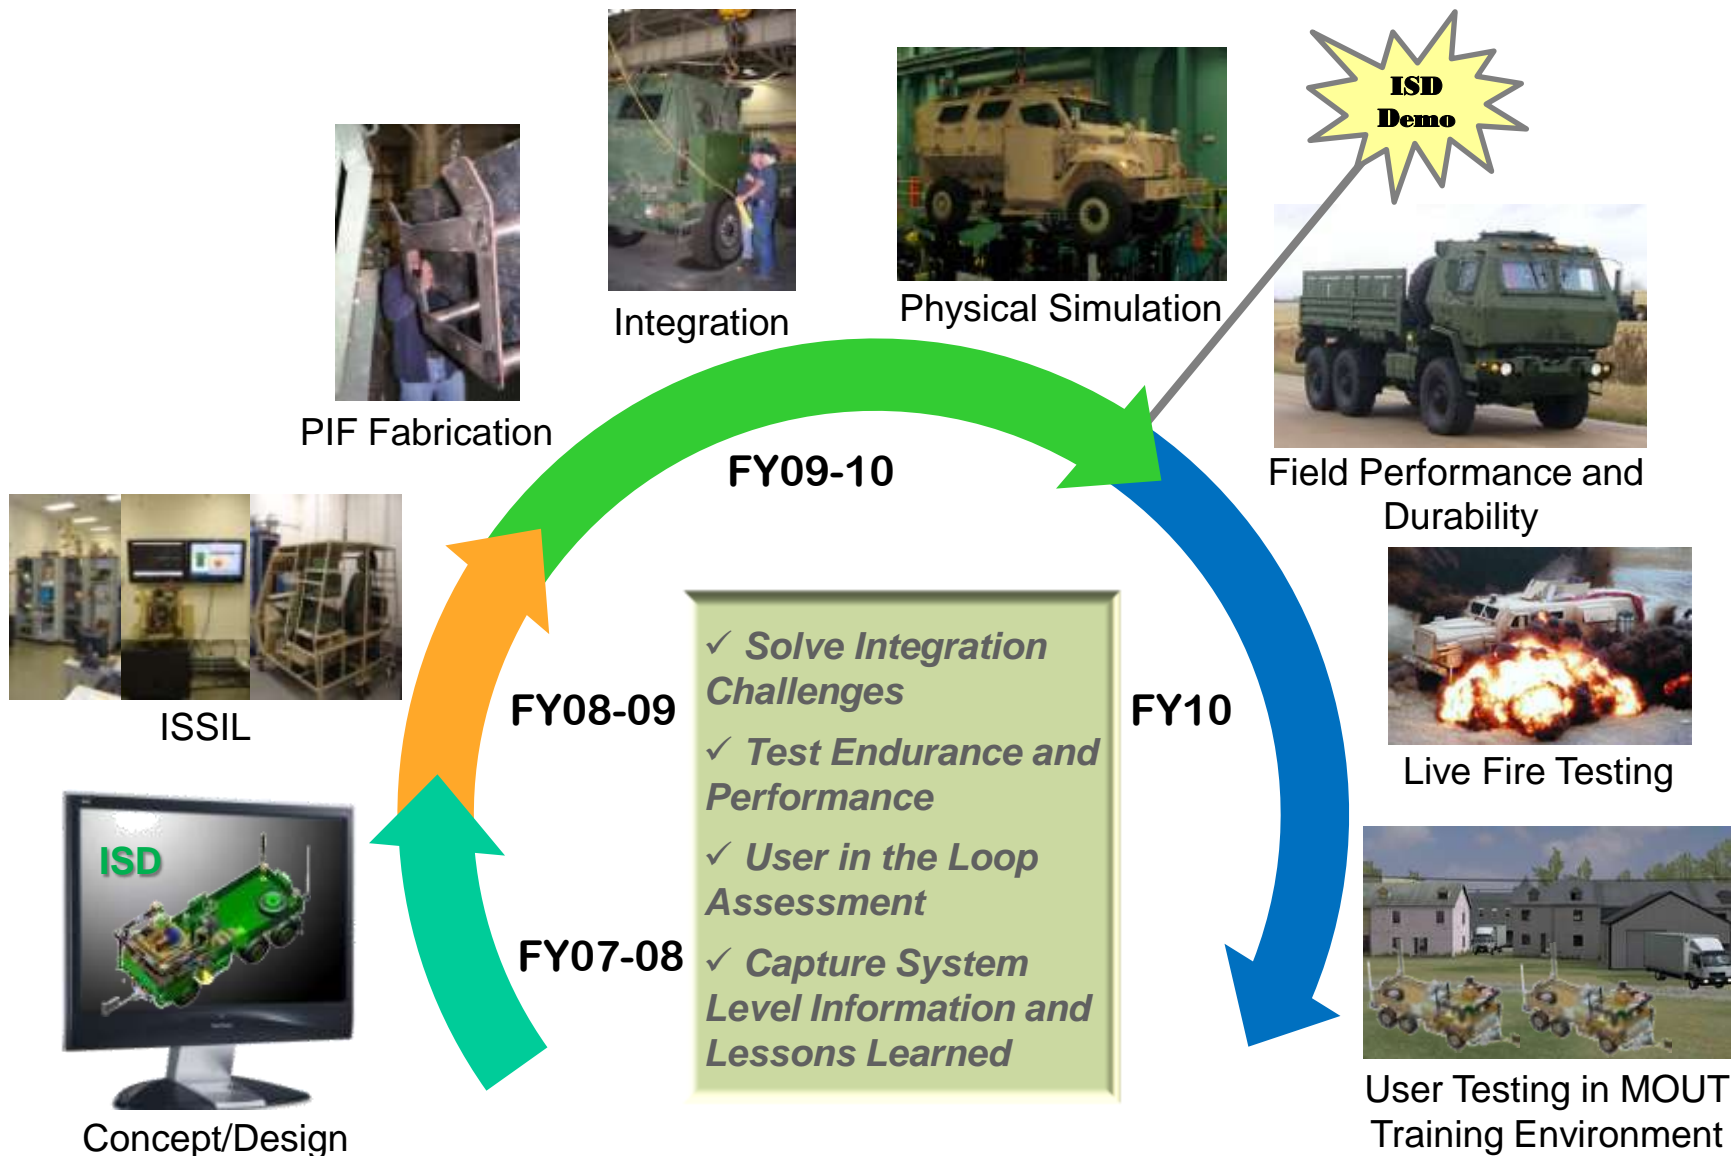 ISD
Demo
Integration
Physical Simulation
PIF Fabrication
FY09-10
Field Performance and
Durability
ISSIL
FY08-09
✓ Solve Integration
Challenges
✓ Test Endurance and
Performance
✓ User in the Loop
Assessment
✓ Capture System
Level Information and
Lessons Learned
FY10
Live Fire Testing
ISD
FY07-08
Concept/Design
User Testing in MOUT
Training Environment